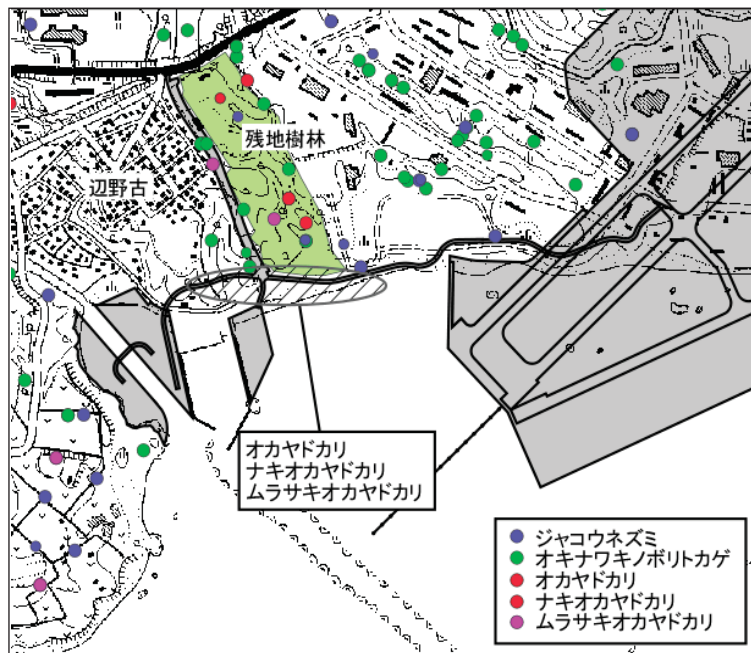 残地樹林
辺野古
オカヤドカリ
ナキオカヤドカリ
ムラサキオカヤドカリ
ジャコウネズミ
オキナワキノボリトカゲ
オカヤドカリ
ナキオカヤドカリ
ムラサキオカヤドカリ